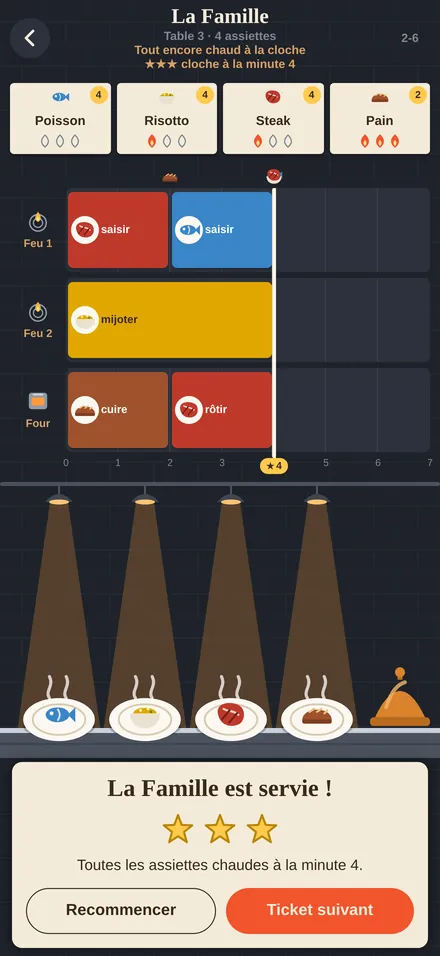 La Famille
Table 3 · 4 assiettes
2-6
Tout encore chaud à la cloche
★★★ cloche à la minute 4
4
4
4
2
Poisson
Risotto
Steak
Pain
Feu 1
saisir
saisir
Feu 2
mijoter
Four
cuire
rôtir
0
1
2
3
★4
5
6
7
La Famille est servie !
Toutes les assiettes chaudes à la minute 4.
Recommencer
Ticket suivant